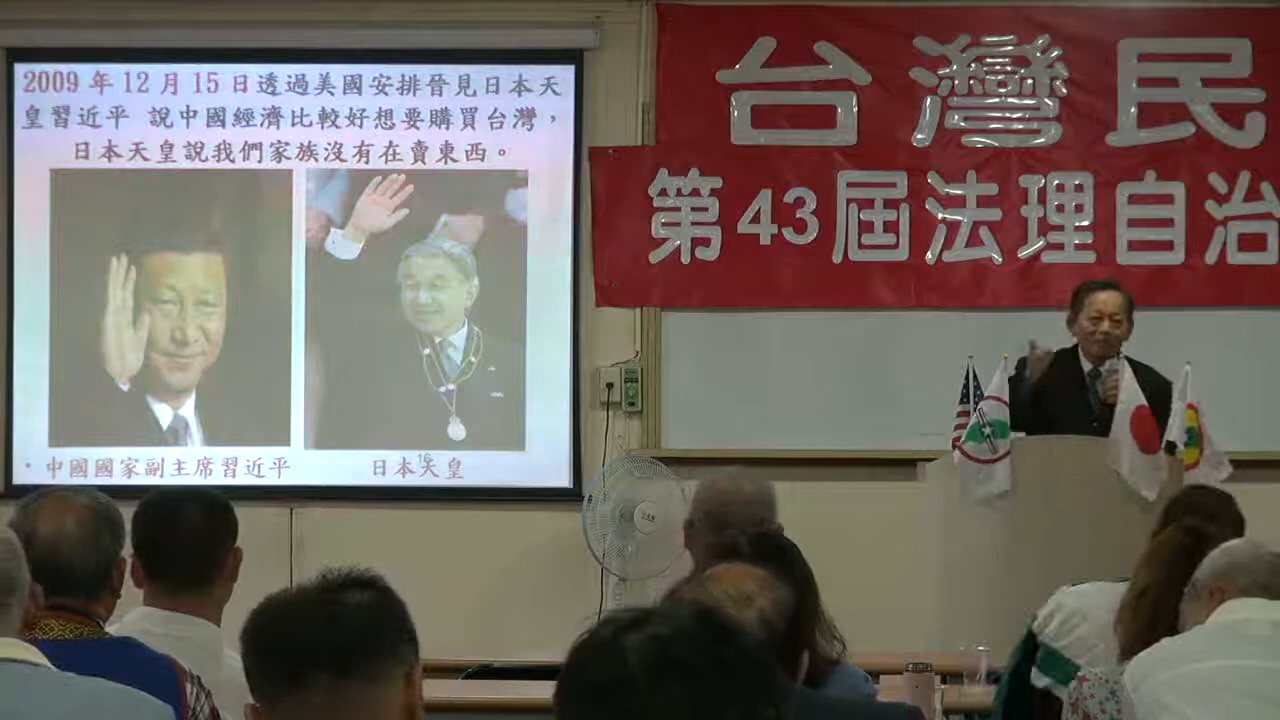 2009 年 12 月 15 日透過美國安排晉見日本天
皇習近平 說中國經濟比較好想要購買台灣，
日本天皇說我們家族沒有在賣東西。
· 中國國家副主席習近平
日本天皇
16
台灣民
第43屆法理自治